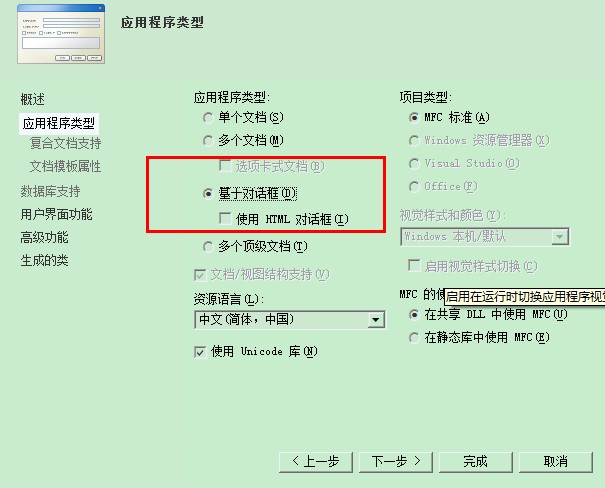 应用程序类型
概述
应用程序类型
复合文档支持
文档模板属性
数据库支持
用户界面功能
高级功能
生成的类
应用程序类型:
单个文档(S)
多个文档(M)
选项卡式文档(B)
基于对话框(D)
使用 HTML 对话框(I)
多个顶级文档(T)
文档/视图结构支持(V)
资源语言(L):
中文(简体，中国)
使用 Unicode 库(N)
项目类型:
MFC 标准(A)
Windows 资源管理器(X)
Visual Studio(O)
Office(F)
视觉样式和颜色(Y):
Windows 本机/默认
启用视觉样式切换(C)
MFC 的使
启用在运行时切换应用程序视
在共享 DLL 中使用 MFC(U)
在静态库中使用 MFC(E)
< 上一步
下一步 >
完成
取消